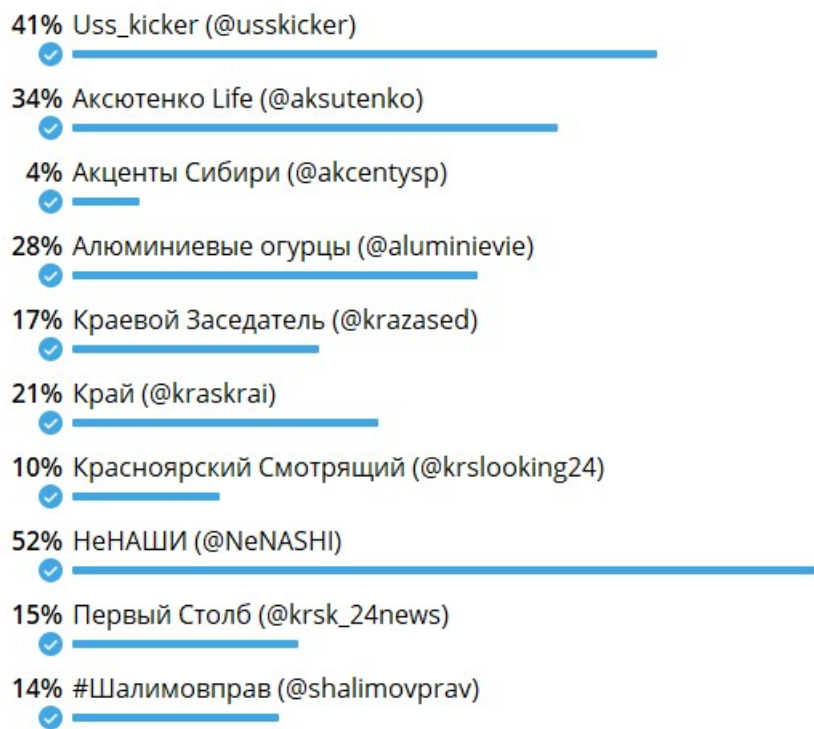 41% Uss_kicker (@usskicker)
34% Аксютенко Life (@aksutenko)
4% Акценты Сибири (@akcentysp)
28% Алюминиевые огурцы (@aluminievie)
17% Краевой Заседатель (@krazased)
21% Край (@kraskrai)
10% Красноярский Смотрящий (@krslooking24)
52% НеНАШИ (@NeNASHI)
15% Первый Столб (@krsk_24news)
14% #Шалимовправ (@shalimovprav)